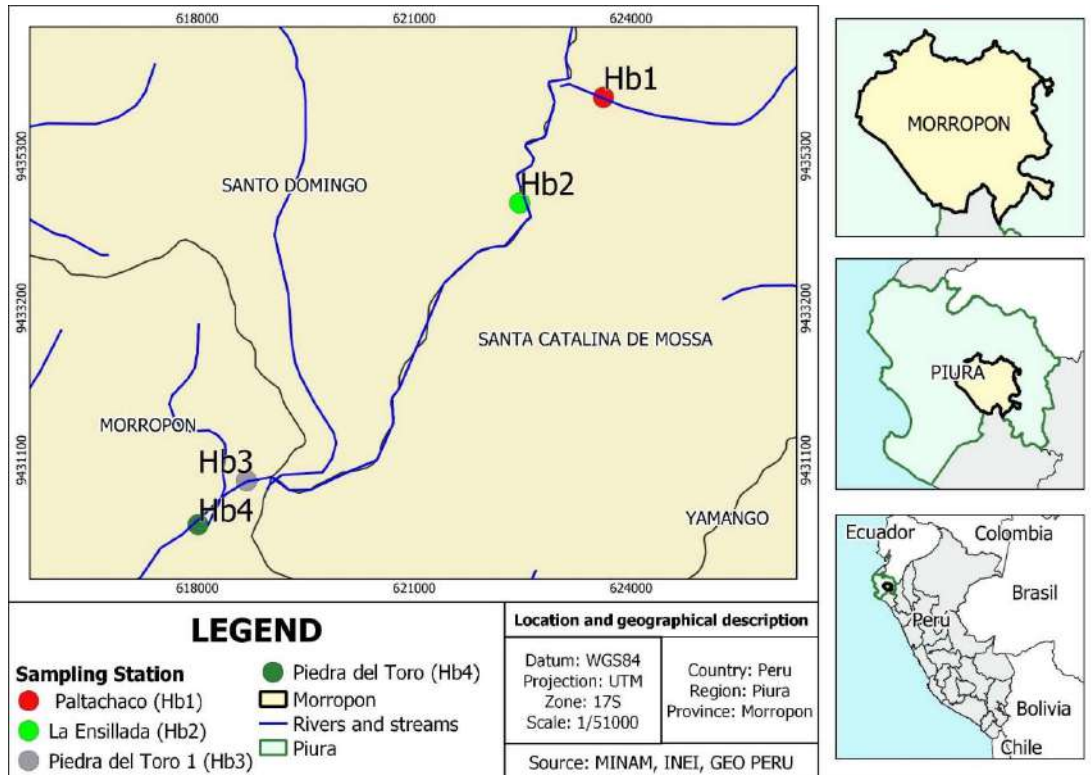 618000 621000 624000
Hb1
9435300 9435300
SANTO DOMINGO
Hb2
9433200 9433200
SANTA CATALINA DE MOSSA
MORROPON
Hb3
9431100 9431100
Hb4
YAMANGO
618000 621000 624000
MORROPON
PIURA
Ecuador Colombia
Brasil
Peru
Bolivia
Chile
LEGEND
Sampling Station
Paltachaco (Hb1)
La Ensillada (Hb2)
Piedra del Toro 1 (Hb3)
Piedra del Toro (Hb4)
Morropon
Rivers and streams
Piura
Location and geographical description
Datum: WGS84
Projection: UTM
Zone: 17S
Scale: 1/51000
Country: Peru
Region: Piura
Province: Morropon
Source: MINAM, INEI, GEO PERU